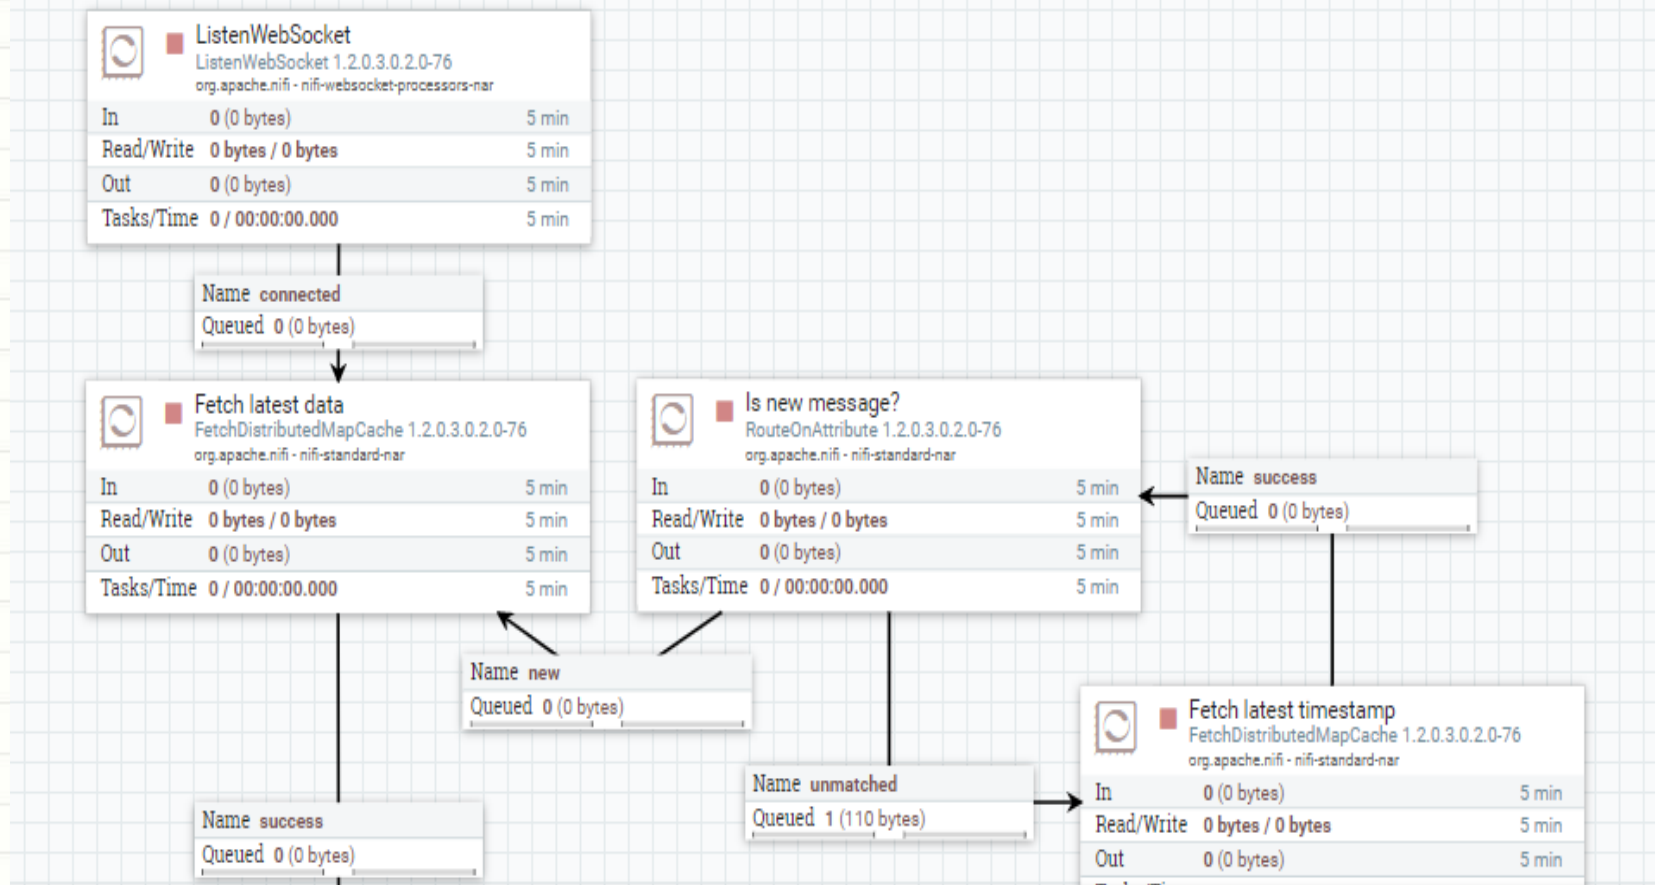 ListenWebSocket
ListenWebSocket 1.2.0.3.0.2.0-76
org.apache.nifi - nifi-websocket-processors-nar
In 0 (0 bytes) 5 min
Read/Write 0 bytes / 0 bytes 5 min
Out 0 (0 bytes) 5 min
Tasks/Time 0 / 00:00:00.000 5 min
Name connected
Queued 0 (0 bytes)
Fetch latest data
FetchDistributedMapCache 1.2.0.3.0.2.0-76
org.apache.nifi - nifi-standard-nar
In 0 (0 bytes) 5 min
Read/Write 0 bytes / 0 bytes 5 min
Out 0 (0 bytes) 5 min
Tasks/Time 0 / 00:00:00.000 5 min
Is new message?
RouteOnAttribute 1.2.0.3.0.2.0-76
org.apache.nifi - nifi-standard-nar
In 0 (0 bytes) 5 min
Read/Write 0 bytes / 0 bytes 5 min
Out 0 (0 bytes) 5 min
Tasks/Time 0 / 00:00:00.000 5 min
Name success
Queued 0 (0 bytes)
Name new
Queued 0 (0 bytes)
Name unmatched
Queued 1 (110 bytes)
Fetch latest timestamp
FetchDistributedMapCache 1.2.0.3.0.2.0-76
org.apache.nifi - nifi-standard-nar
In 0 (0 bytes) 5 min
Read/Write 0 bytes / 0 bytes 5 min
Out 0 (0 bytes) 5 min
Name success
Queued 0 (0 bytes)